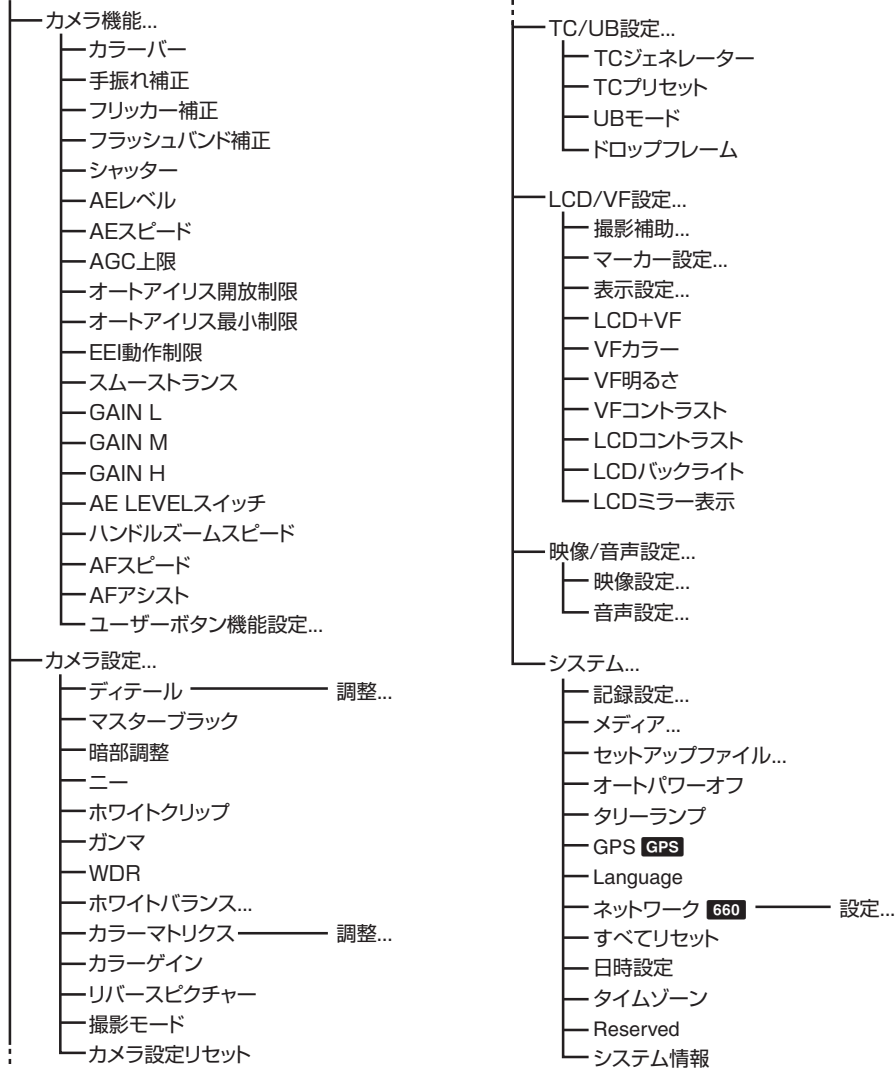 カメラ機能...
カラーバー
手振れ補正
フリッカー補正
フラッシュバンド補正
シャッター
AEレベル
AEスピード
AGC上限
オートアイリス開放制限
オートアイリス最小制限
EEI動作制限
スムーストランス
GAIN L
GAIN M
GAIN H
AE LEVELスイッチ
ハンドルズームスピード
AFスピード
AFアシスト
ユーザーボタン機能設定...
カメラ設定...
ディテール 調整...
マスターブラック
暗部調整
ニー
ホワイトクリップ
ガンマ
WDR
ホワイトバランス...
カラーマトリクス 調整...
カラーゲイン
リバースピクチャー
撮影モード
カメラ設定リセット
TC/UB設定...
TCジェネレーター
TCプリセット
UBモード
ドロップフレーム
LCD/VF設定...
撮影補助...
マーカー設定...
表示設定...
LCD+VF
VFカラー
VF明るさ
VFコントラスト
LCDコントラスト
LCDバックライト
LCDミラー表示
映像/音声設定...
映像設定...
音声設定...
システム...
記録設定...
メディア...
セットアップファイル...
オートパワーオフ
タリーランプ
GPS GPS
Language
ネットワーク 660 設定...
すべてリセット
日時設定
タイムゾーン
Reserved
システム情報